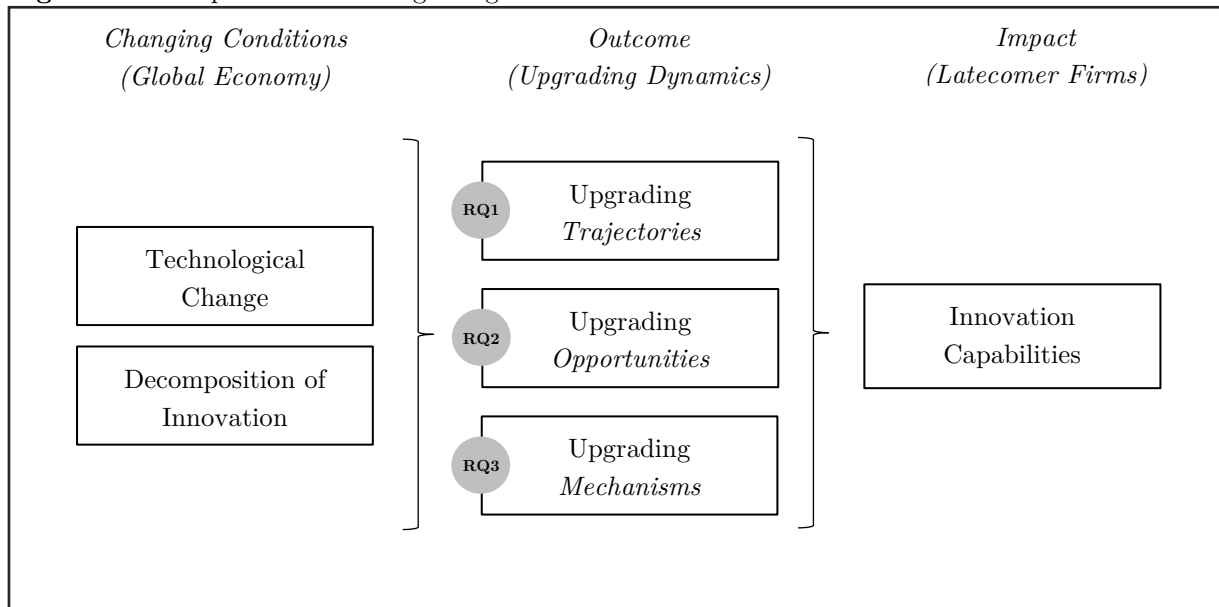 Changing Conditions
(Global Economy)
Outcome
(Upgrading Dynamics)
Impact
(Latecomer Firms)
Technological
Change
Decomposition of
Innovation
RQ1
Upgrading
Trajectories
RQ2
Upgrading
Opportunities
RQ3
Upgrading
Mechanisms
Innovation
Capabilities